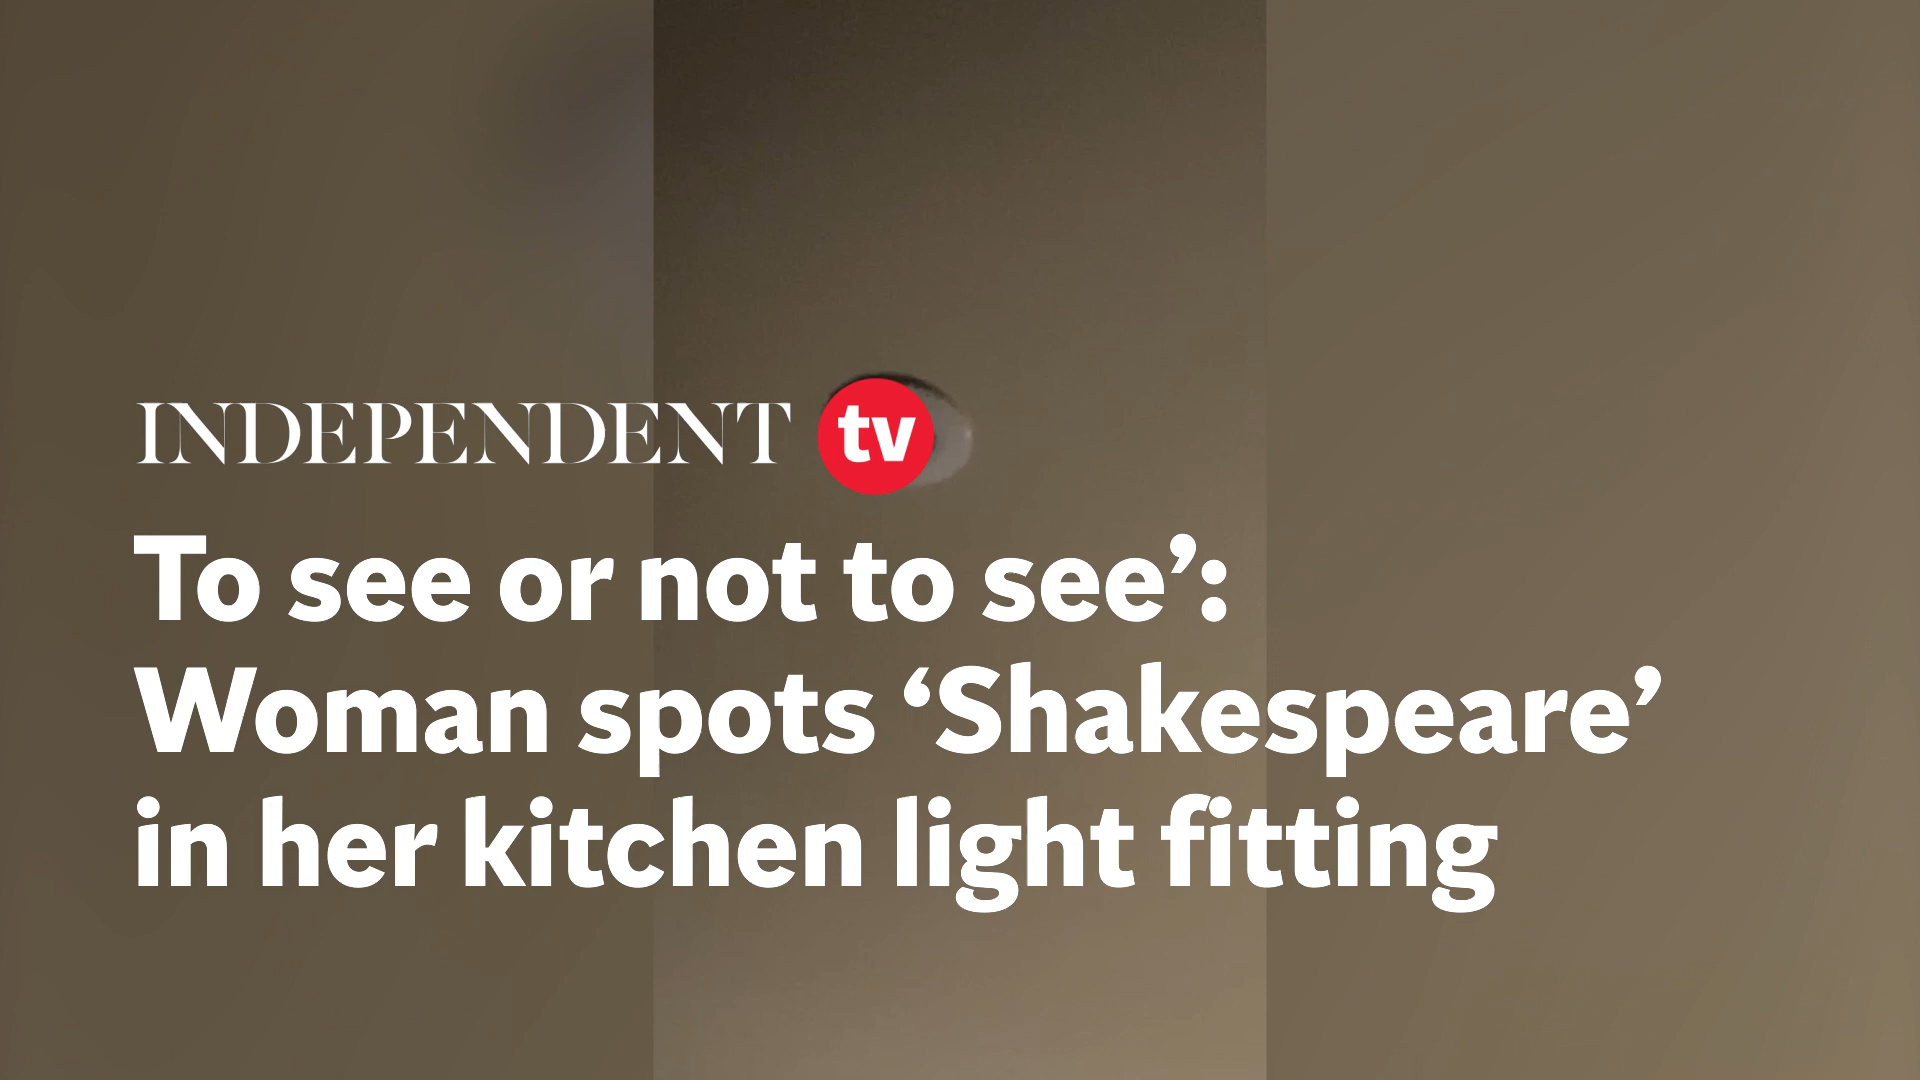 INDEPENDENT tv
To see or not to see’:
Woman spots ‘Shakespeare’
in her kitchen light fitting